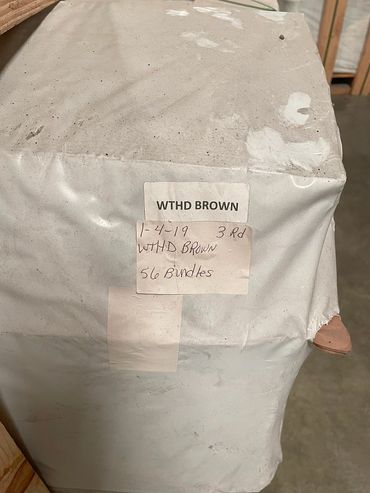 WTHD BROWN
1-4-19 3 Rd
WTHD BROWN
56 Bundles